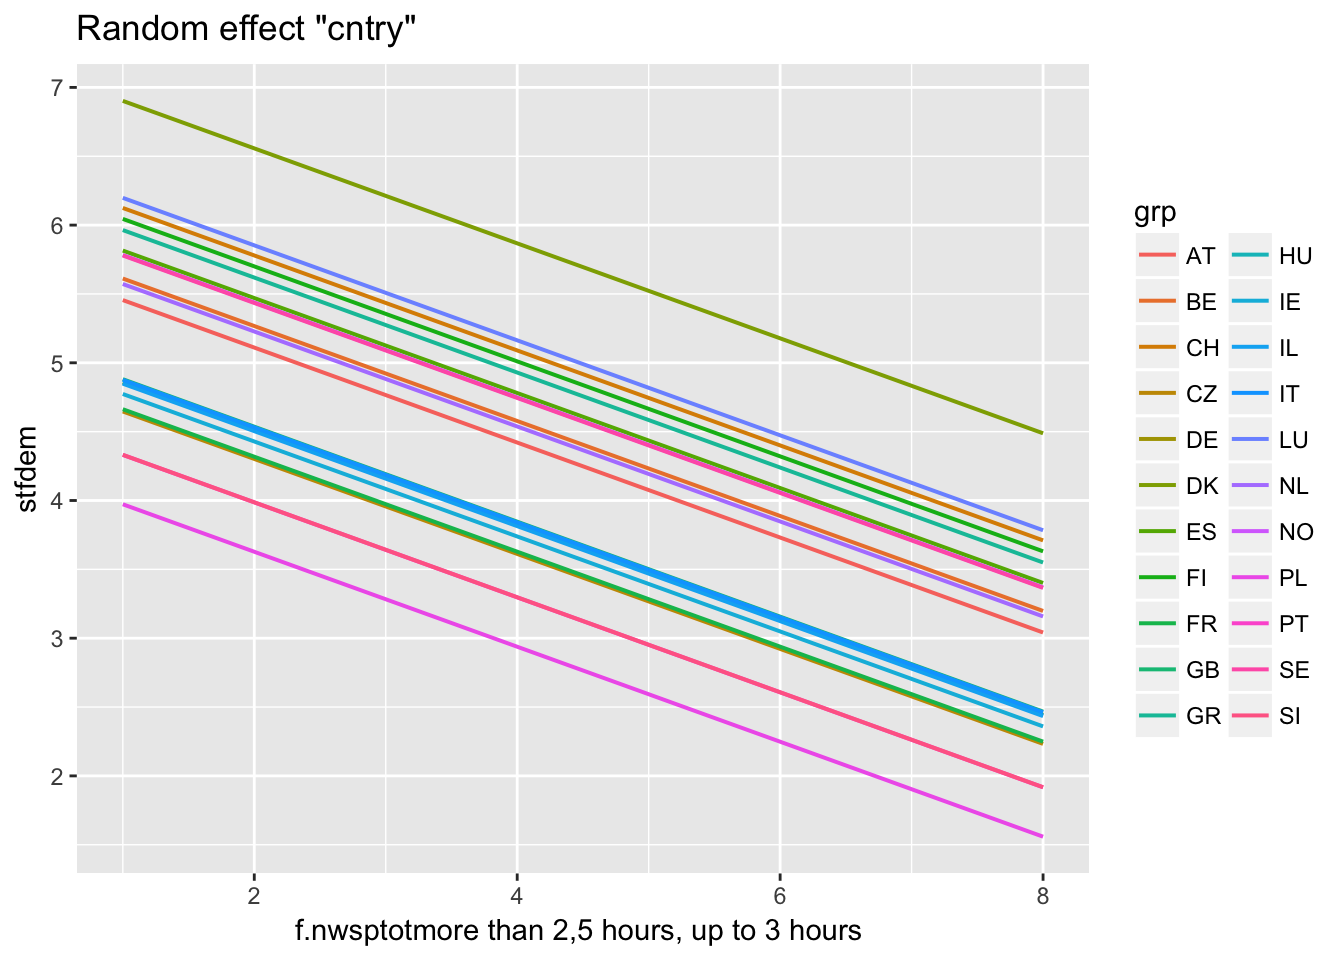 Random effect "cntry"
7
6
5
4
3
2
stfdem
2 4 6 8
f.nwsptotmore than 2,5 hours, up to 3 hours
grp
AT HU
BE IE
CH IL
CZ IT
DE LU
DK NL
ES NO
FI PL
FR PT
GB SE
GR SI